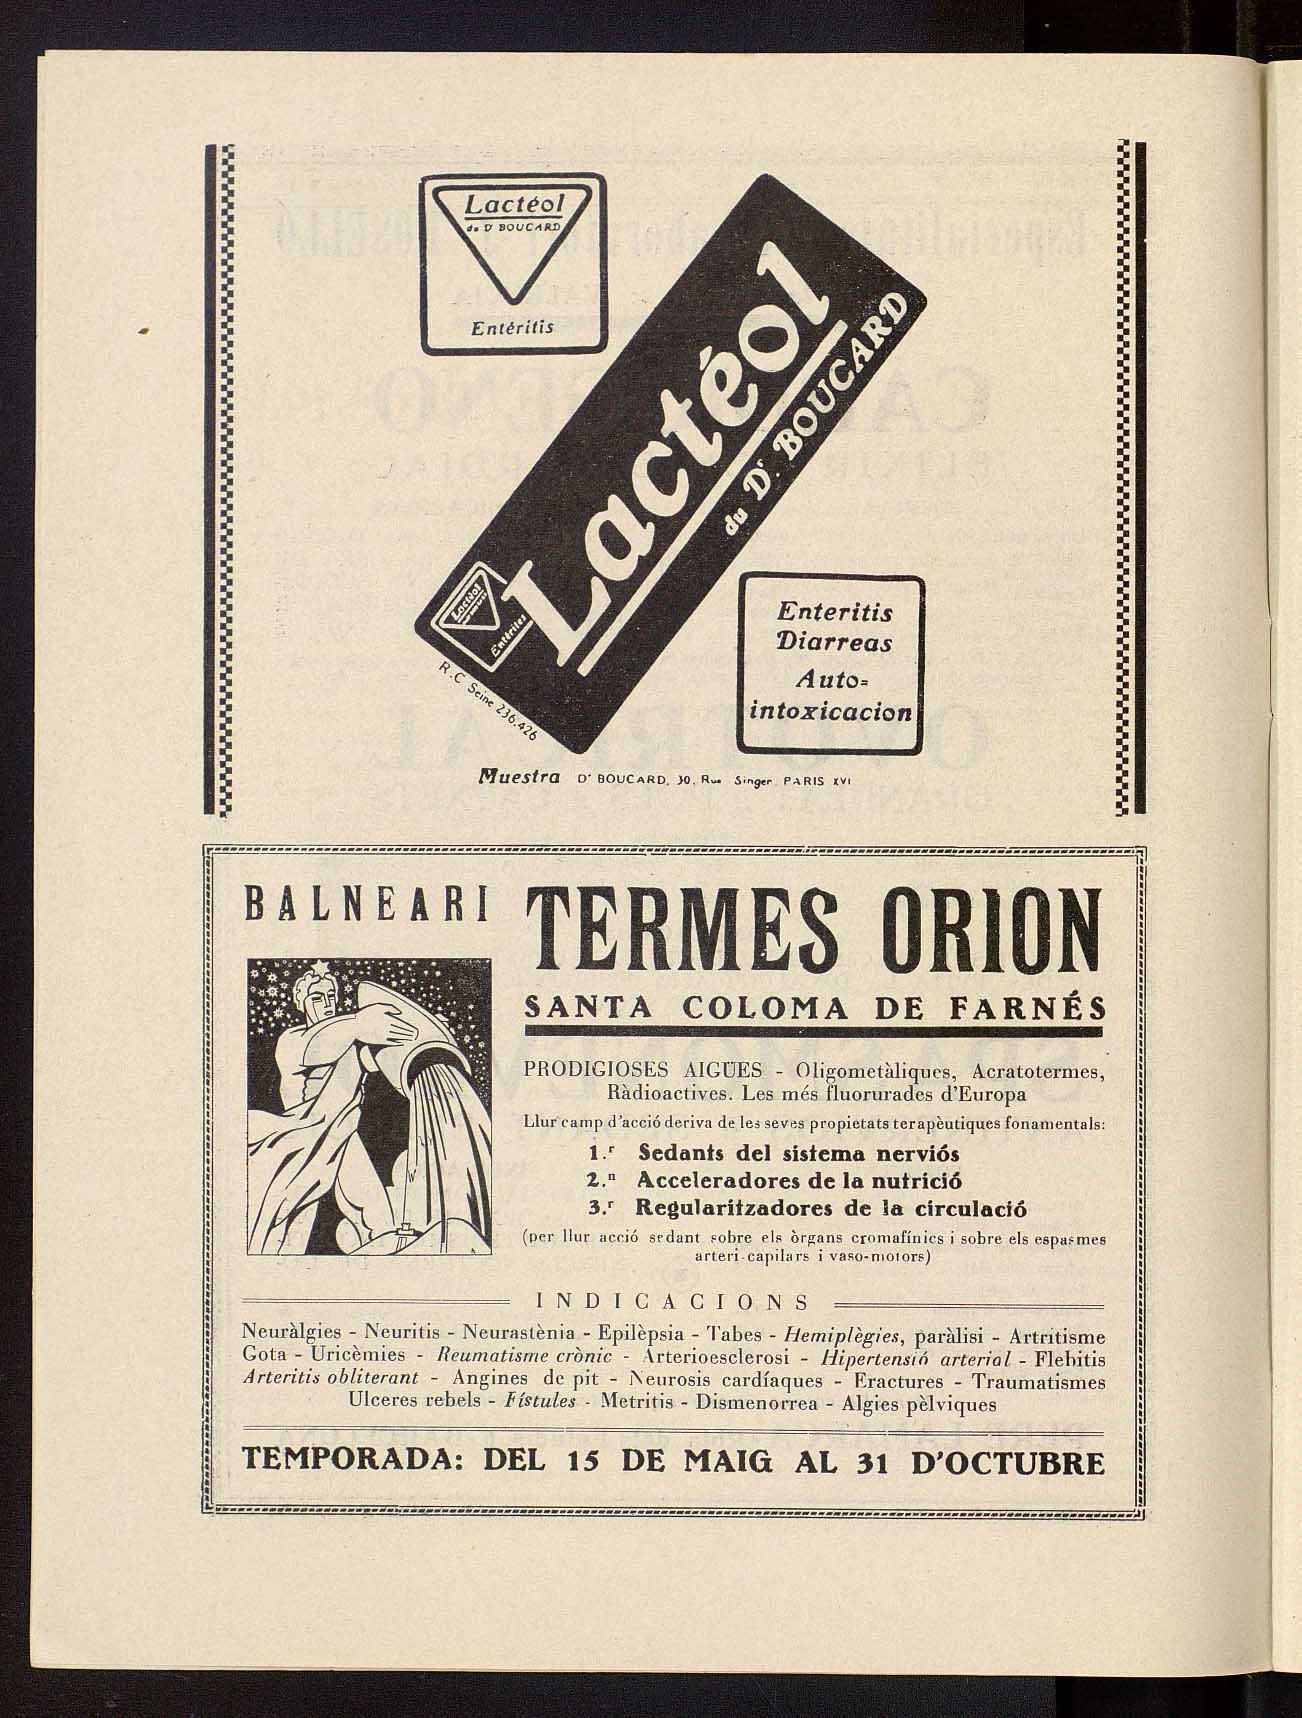 Lactéol
du Dr BOUCARD
Entéritis
Lactéol
du Dr. BOUCARD
Lactéol
Entérites
R.C Seine 236.426
Enteritis
Diarreas
Auto=
intoxicacion
Muestra Dr BOUCARD, 30, Rue Singer. PARIS XVI
BALNEARI TERMES ORION
SANTA COLOMA DE FARNÉS
PRODIGIOSES AIGÜES - Oligometàliques, Acratotermes,
Ràdioactives. Les més fluorurades d'Europa
Llur camp d'acció deriva de les seves propietats terapèutiques fonamentals:
1.r Sedants del sistema nerviós
2.n Acceleradores de la nutrició
3.r Regularitzadores de la circulació
(per llur acció sedant sobre els òrgans cromafínics i sobre els espasmes
arteri-capilars i vaso-motors)
INDICACIONS
Neuràlgies - Neuritis - Neurastènia - Epilèpsia - Tabes - Hemiplègies, paràlisi - Artritisme
Gota - Uricèmies - Reumatisme crònic - Arterioesclerosi - Hipertensió arterial - Flebitis
Arteritis obliterant - Angines de pit - Neurosis cardíaques - Eractures - Traumatismes
Ulceres rebels - Fístules - Metritis - Dismenorrea - Algies pèlviques
TEMPORADA: DEL 15 DE MAIG AL 31 D'OCTUBRE